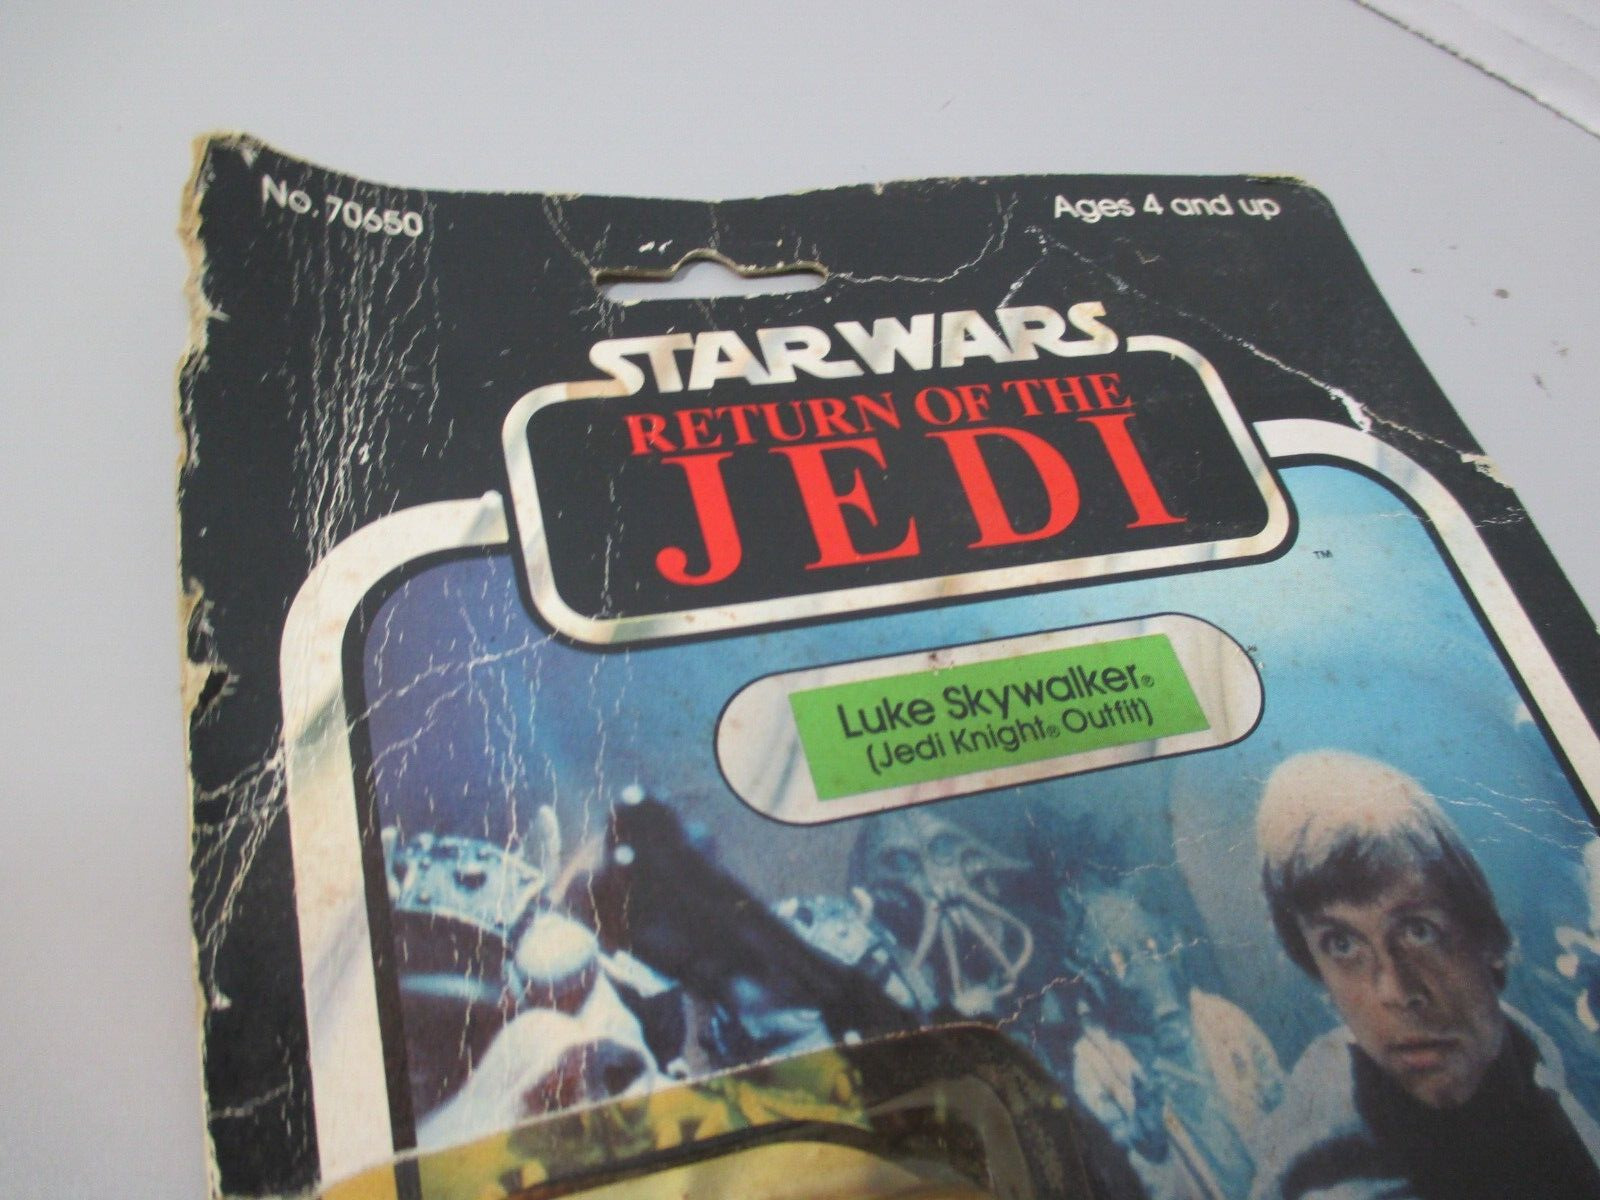 No. 70650
Ages 4 and up
STAR WARS
RETURN OF THE
JEDI
™
Luke Skywalker®
(Jedi Knight® Outfit)